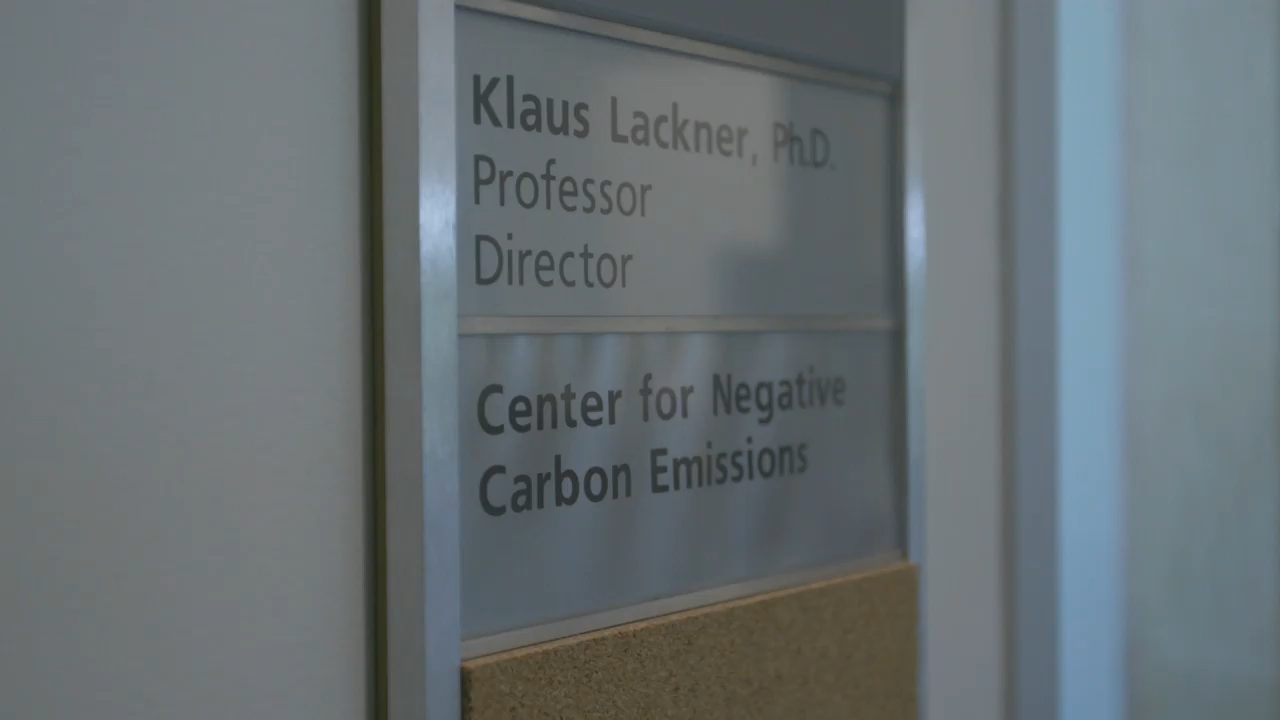 Klaus Lackner, Ph.D.
Professor
Director
Center for Negative
Carbon Emissions